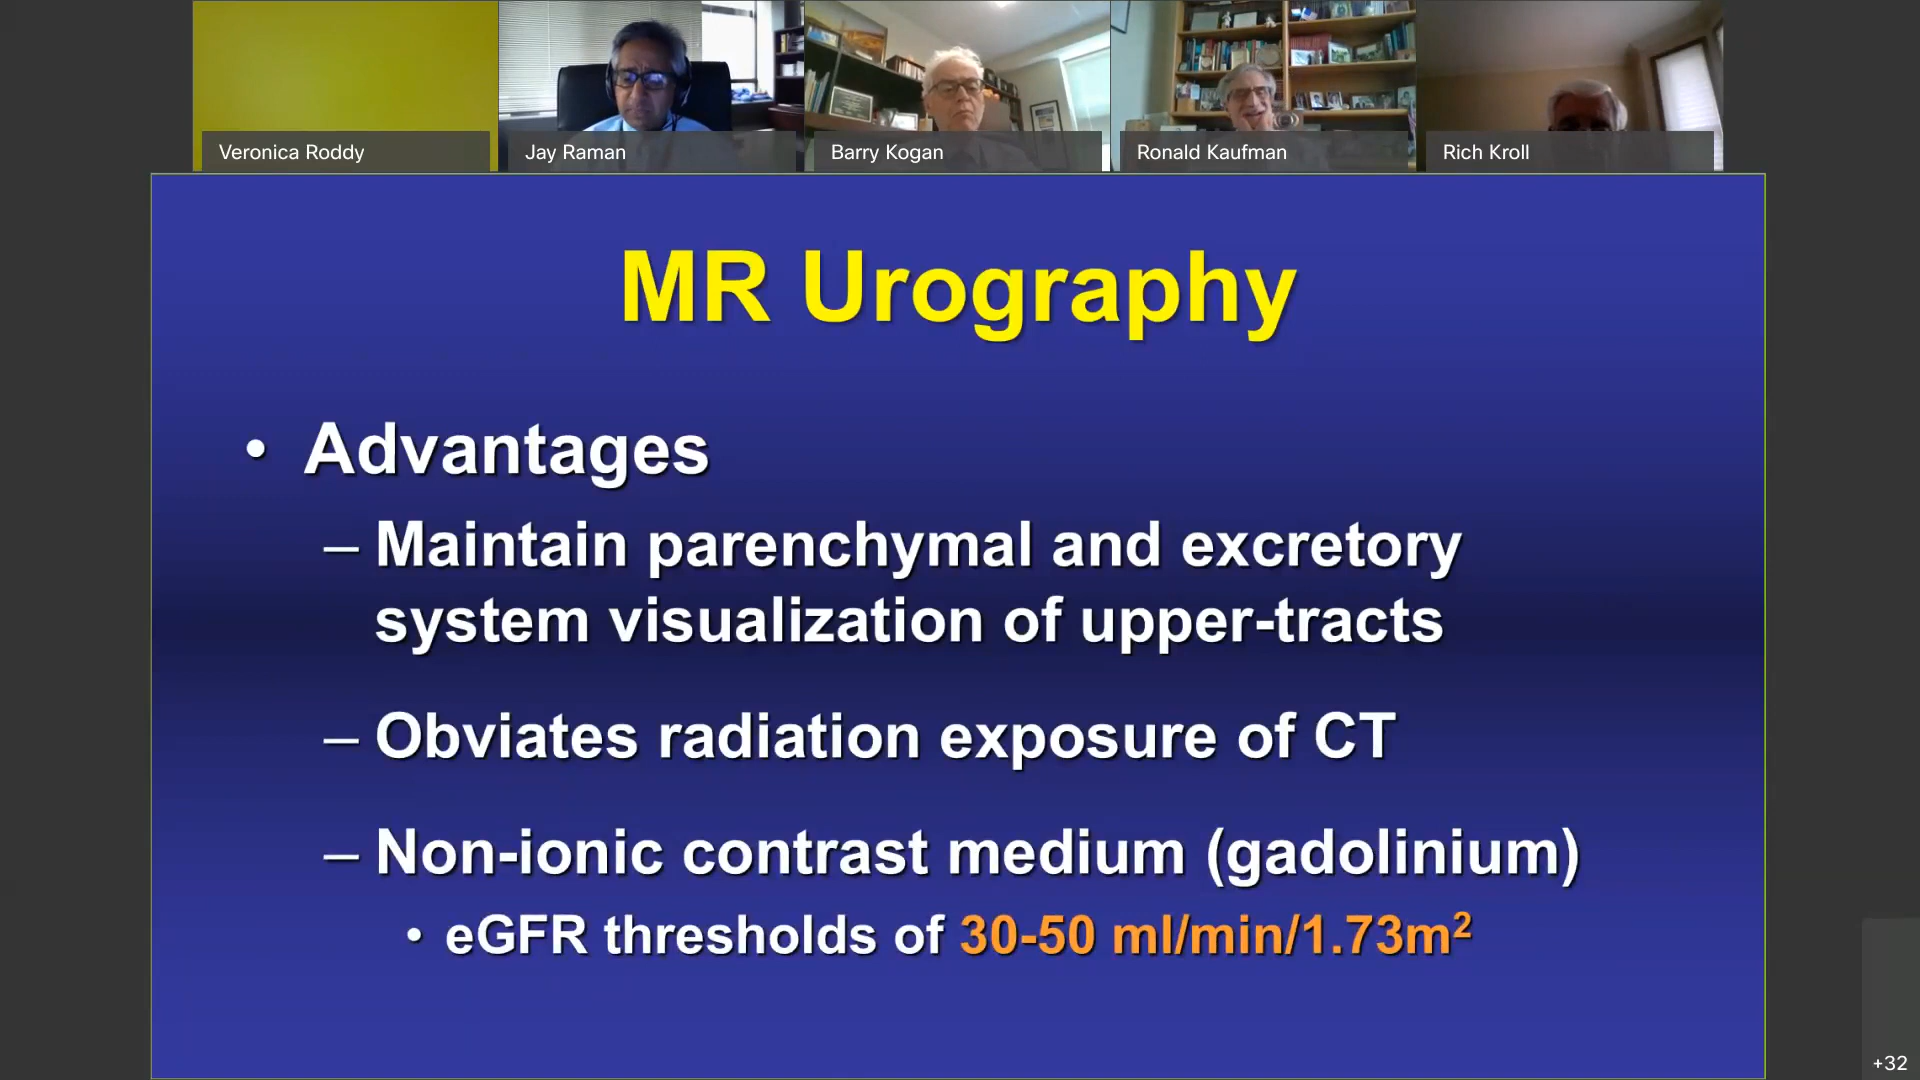 Veronica Roddy
Jay Raman
Barry Kogan
Ronald Kaufman
Rich Kroll
MR Urography
• Advantages
– Maintain parenchymal and excretory
system visualization of upper-tracts
– Obviates radiation exposure of CT
– Non-ionic contrast medium (gadolinium)
• eGFR thresholds of 30-50 ml/min/1.73m²
+32